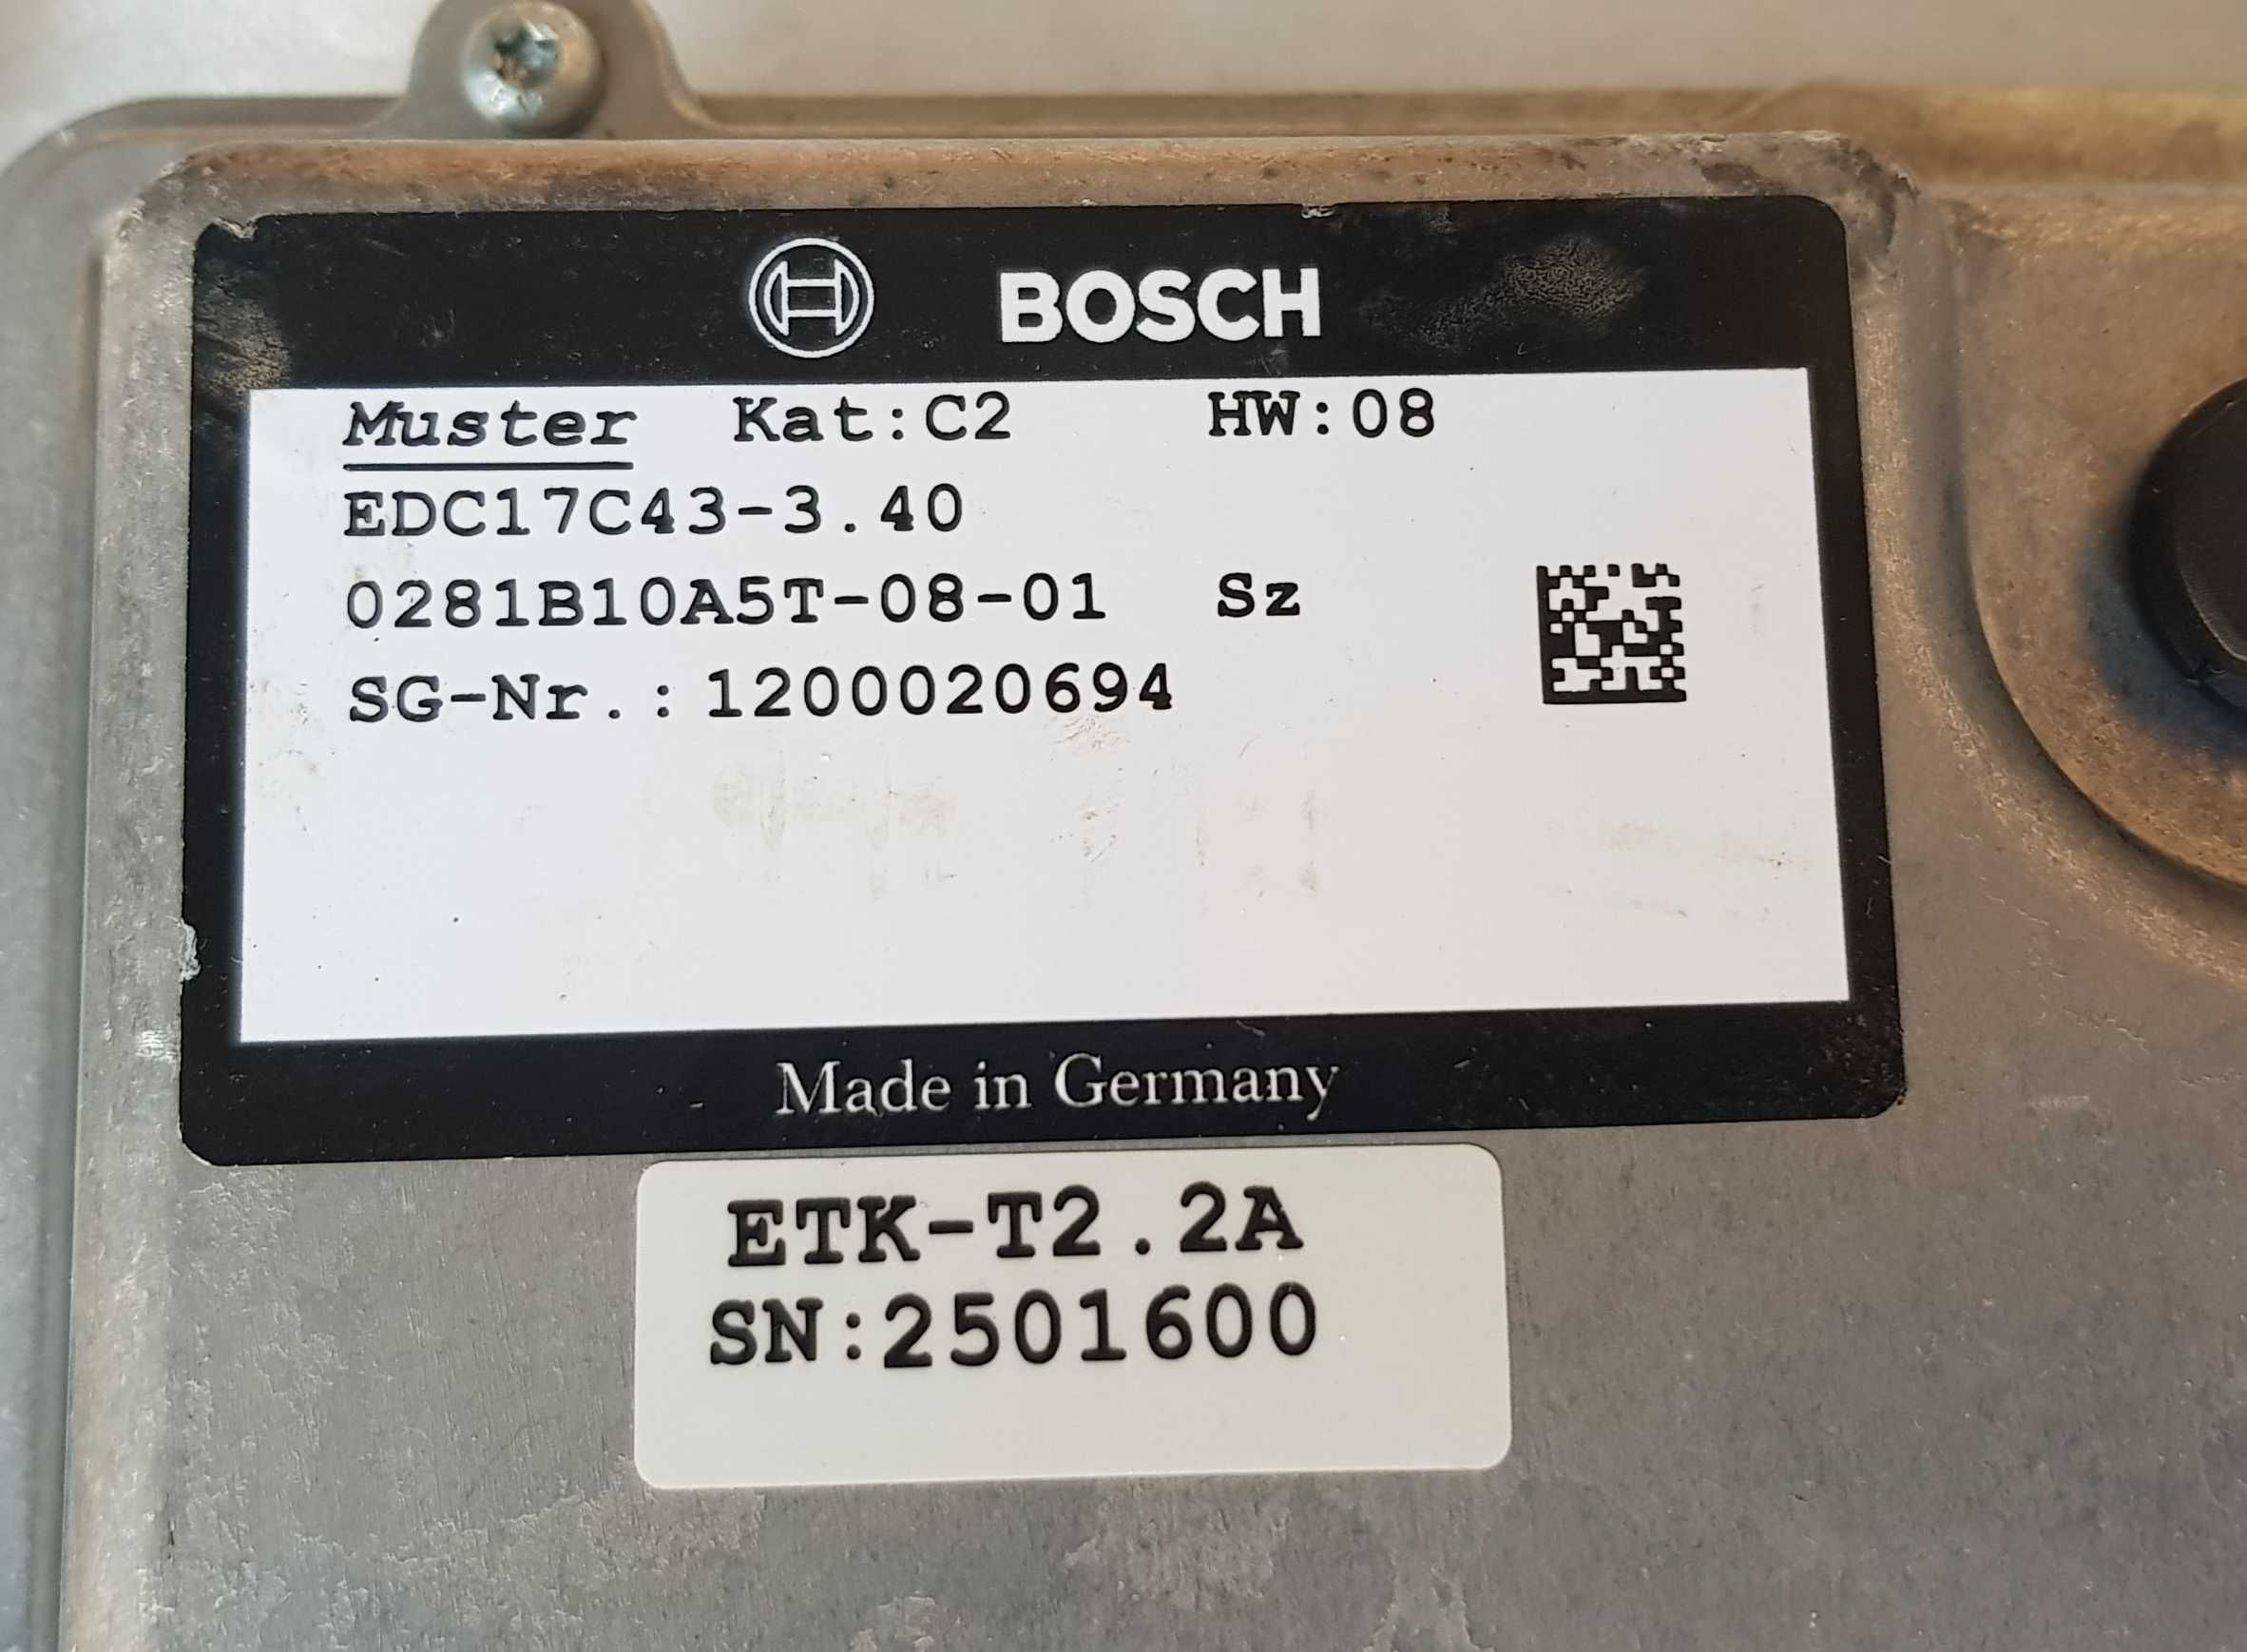 BOSCH
Muster Kat:C2 HW:08
EDC17C43-3.40
0281B10A5T-08-01 Sz
SG-Nr.:1200020694
Made in Germany
ETK-T2.2A
SN:2501600